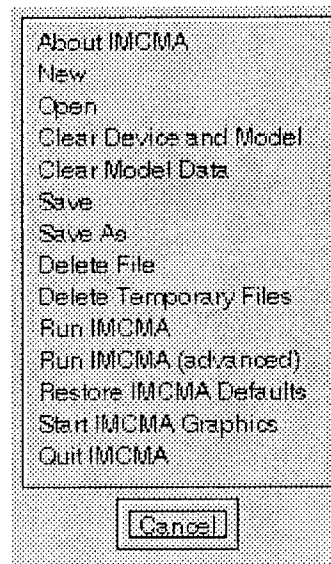 About IMCMA
New
Open
Clear Device and Model
Clear Model Data
Save
Save As
Delete File
Delete Temporary Files
Run IMCMA
Run IMCMA (advanced)
Restore IMCMA Defaults
Start IMCMA Graphics
Quit IMCMA
Cancel